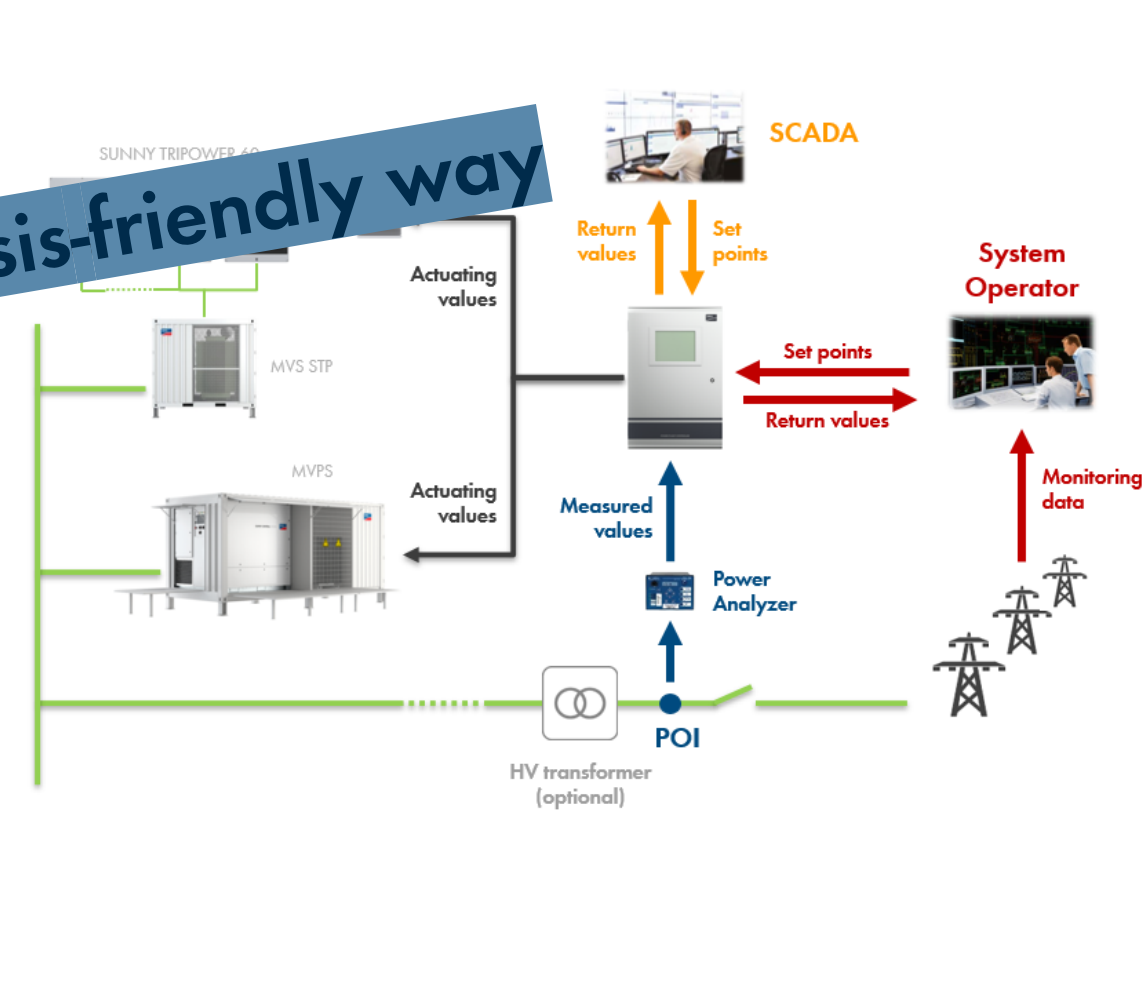 SCADA
SUNNY TRIPOWER
sis-friendly way
Return
values
Set
points
System
Operator
Actuating
values
Set points
MVS STP
Return values
MVPS
Actuating
values
Measured
values
Monitoring
data
Power
Analyzer
POI
HV transformer
(optional)